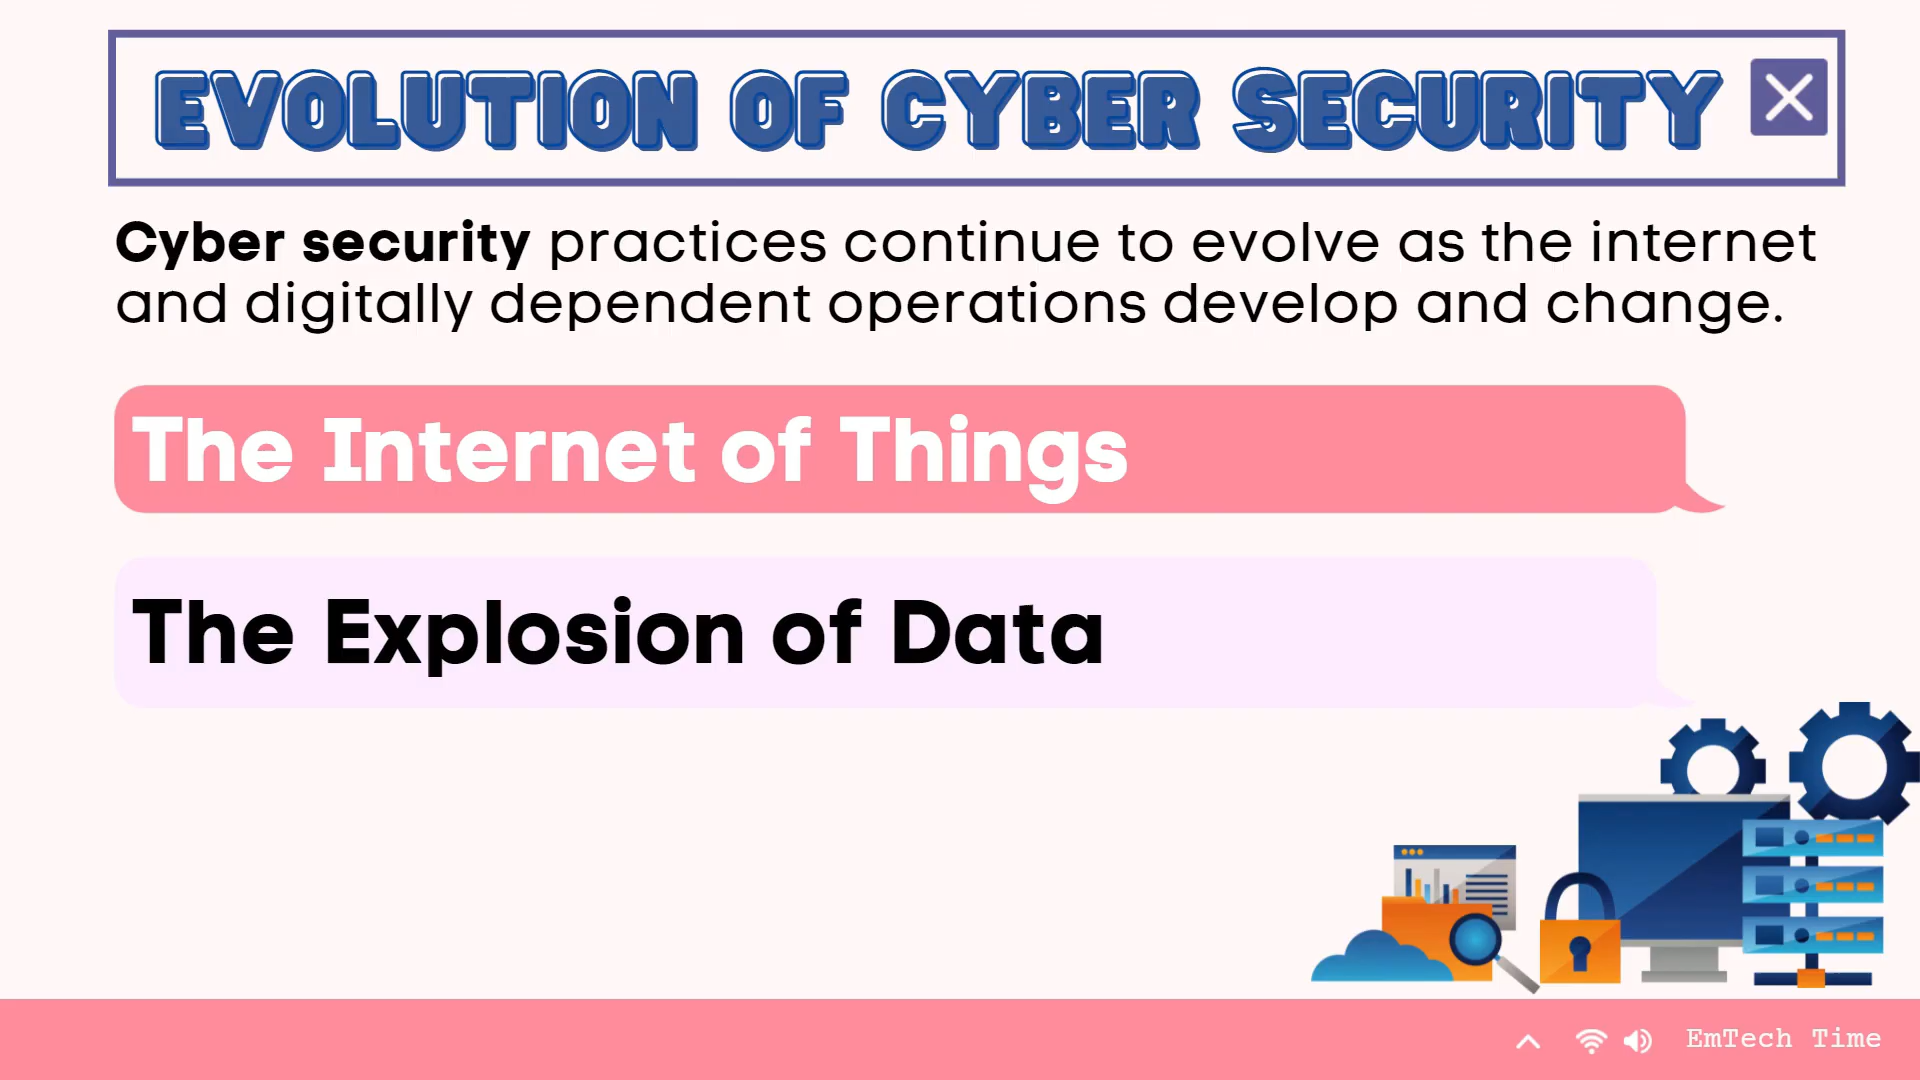 EVOLUTION OF CYBER SECURITY
Cyber security practices continue to evolve as the internet
and digitally dependent operations develop and change.
The Internet of Things
The Explosion of Data
EmTech Time